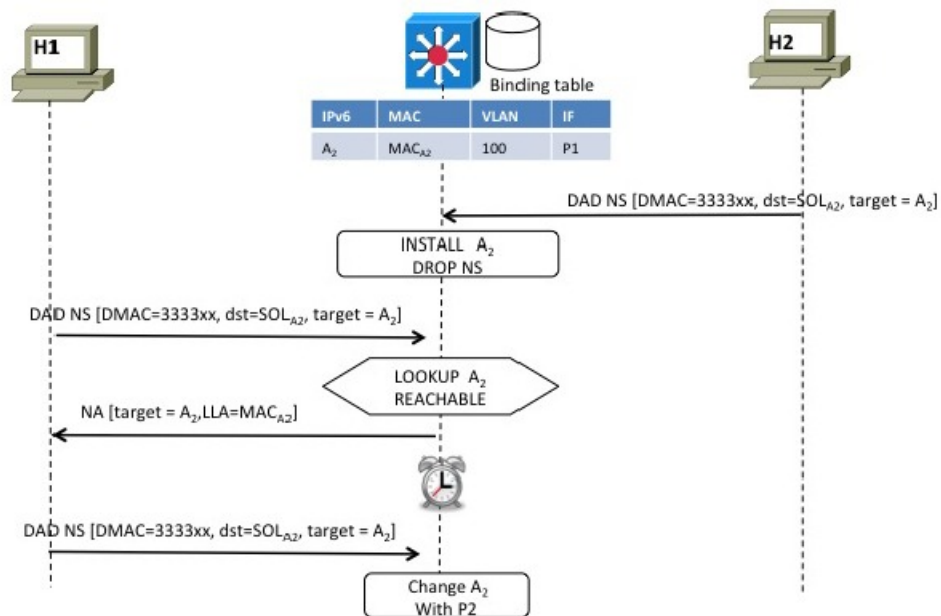 H1
H2
Binding table
IPv6 MAC VLAN IF
A2 MACA2 100 P1
DAD NS [DMAC=3333xx, dst=SOLA2, target = A2]
INSTALL A2
DROP NS
DAD NS [DMAC=3333xx, dst=SOLA2, target = A2]
LOOKUP A2
REACHABLE
NA [target = A2,LLA=MACA2]
DAD NS [DMAC=3333xx, dst=SOLA2, target = A2]
Change A2
With P2